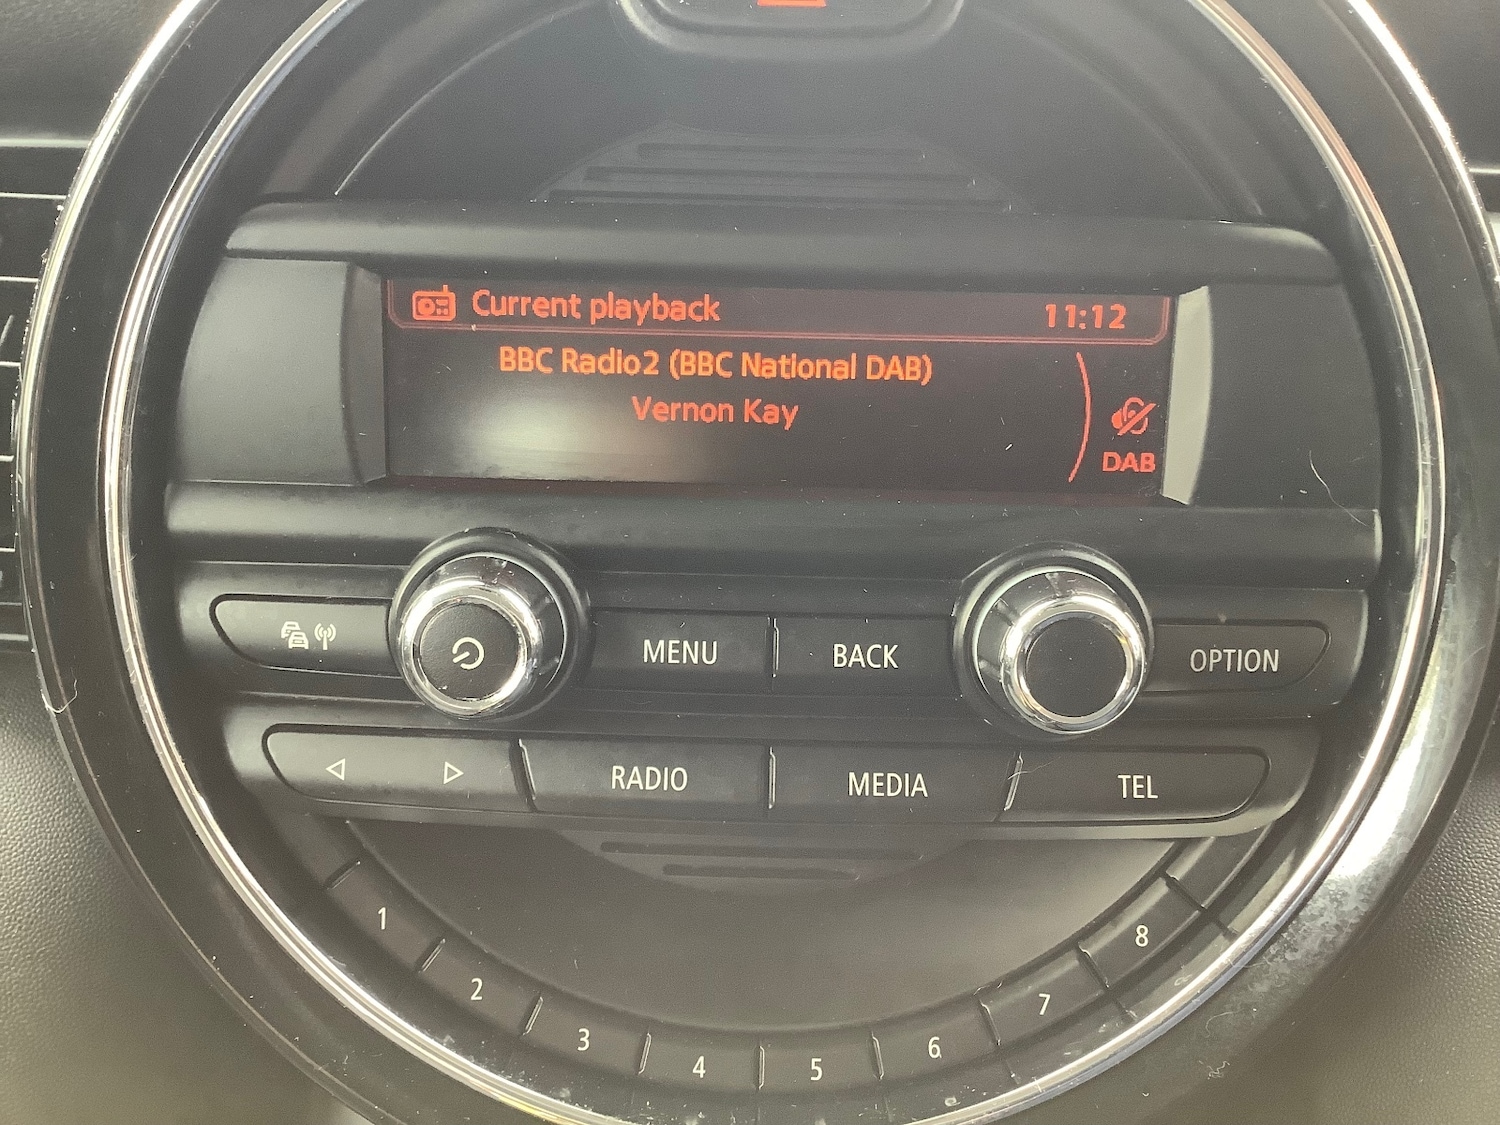 Current playback 11:12
BBC Radio2 (BBC National DAB)
Vernon Kay
DAB
MENU BACK OPTION
RADIO MEDIA TEL
1 2 3 4 5 6 7 8